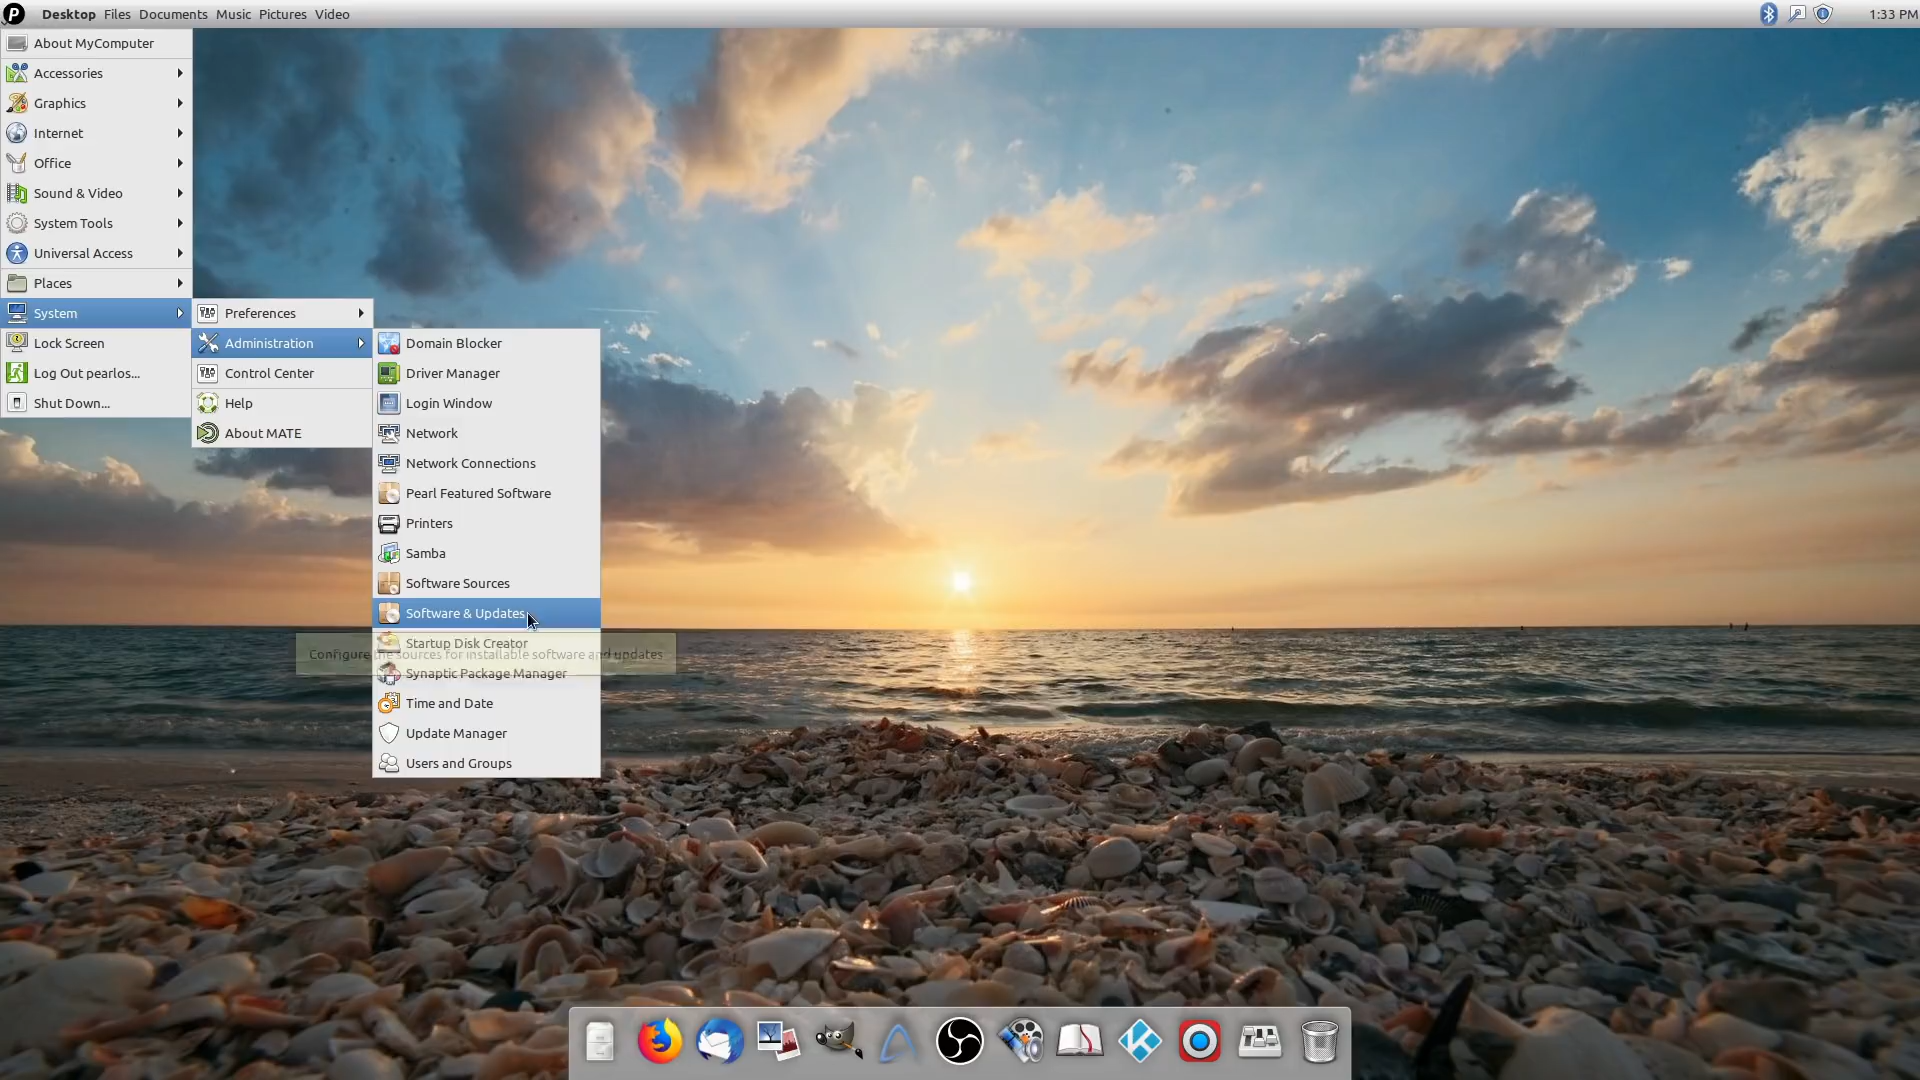 Desktop Files Documents Music Pictures Video
1:33 PM
About MyComputer
Accessories
Graphics
Internet
Office
Sound & Video
System Tools
Universal Access
Places
System
Lock Screen
Log Out pearlos...
Shut Down...
Preferences
Administration
Control Center
Help
About MATE
Domain Blocker
Driver Manager
Login Window
Network
Network Connections
Pearl Featured Software
Printers
Samba
Software Sources
Software & Updates
Startup Disk Creator
Configure the sources for installable software and updates
Synaptic Package Manager
Time and Date
Update Manager
Users and Groups